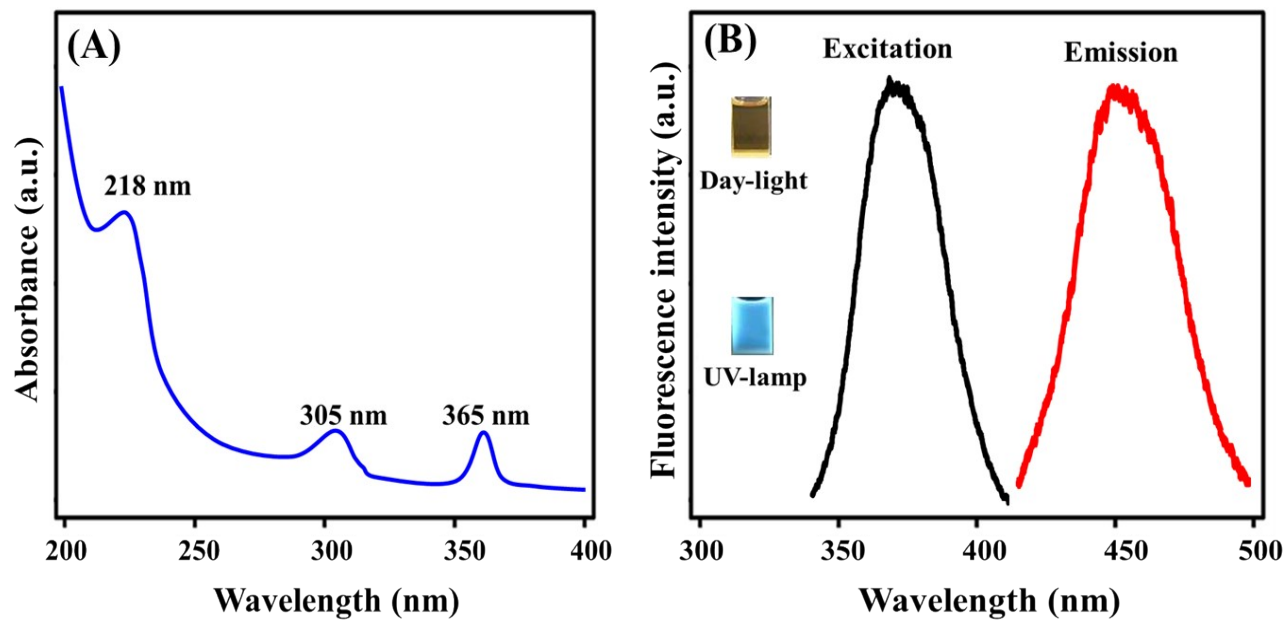 (A)
Absorbance (a.u.)
218 nm
305 nm
365 nm
200
250
300
350
400
Wavelength (nm)
(B)
Excitation
Emission
Day-light
UV-lamp
Fluorescence intensity (a.u.)
300
350
400
450
500
Wavelength (nm)